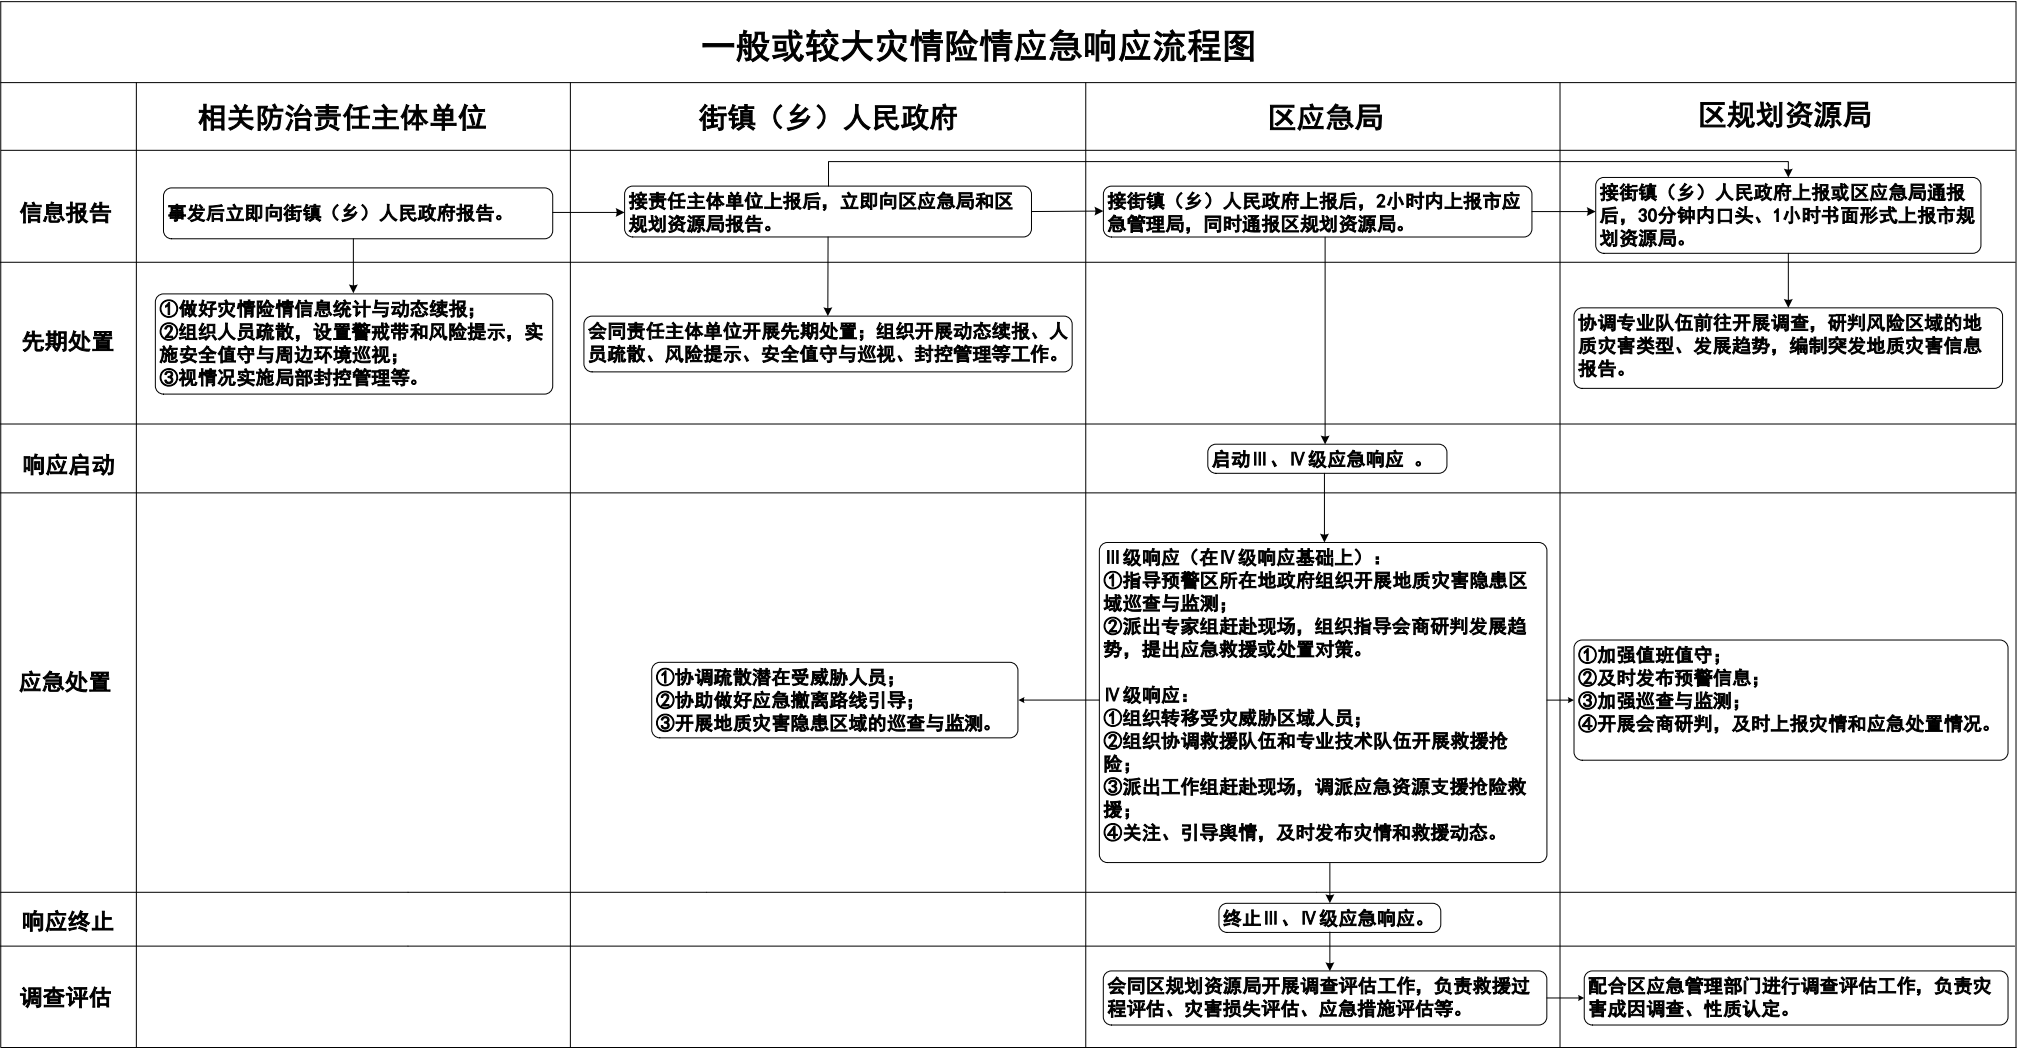 一般或较大灾情险情应急响应流程图
相关防治责任主体单位
街镇（乡）人民政府
区应急局
区规划资源局
信息报告
事发后立即向街镇（乡）人民政府报告。
接责任主体单位上报后，立即向区应急局和区
规划资源局报告。
接街镇（乡）人民政府上报后，2小时内上报市应
急管理局，同时通报区规划资源局。
接街镇（乡）人民政府上报或区应急局通报
后，30分钟内口头、1小时书面形式上报市规
划资源局。
先期处置
①做好灾情险情信息统计与动态续报；
②组织人员疏散，设置警戒带和风险提示，实
施安全值守与周边环境巡视；
③视情况实施局部封控管理等。
会同责任主体单位开展先期处置；组织开展动态续报、人
员疏散、风险提示、安全值守与巡视、封控管理等工作。
协调专业队伍前往开展调查，研判风险区域的地
质灾害类型、发展趋势，编制突发地质灾害信息
报告。
响应启动
启动Ⅲ、Ⅳ级应急响应 。
应急处置
①协调疏散潜在受威胁人员；
②协助做好应急撤离路线引导；
③开展地质灾害隐患区域的巡查与监测。
Ⅲ级响应（在Ⅳ级响应基础上）：
①指导预警区所在地政府组织开展地质灾害隐患区
域巡查与监测；
②派出专家组赶赴现场，组织指导会商研判发展趋
势，提出应急救援或处置对策。
Ⅳ级响应：
①组织转移受灾威胁区域人员；
②组织协调救援队伍和专业技术队伍开展救援抢
险；
③派出工作组赶赴现场，调派应急资源支援抢险救
援；
④关注、引导舆情，及时发布灾情和救援动态。
①加强值班值守；
②及时发布预警信息；
③加强巡查与监测；
④开展会商研判，及时上报灾情和应急处置情况。
响应终止
终止Ⅲ、Ⅳ级应急响应。
调查评估
会同区规划资源局开展调查评估工作，负责救援过
程评估、灾害损失评估、应急措施评估等。
配合区应急管理部门进行调查评估工作，负责灾
害成因调查、性质认定。